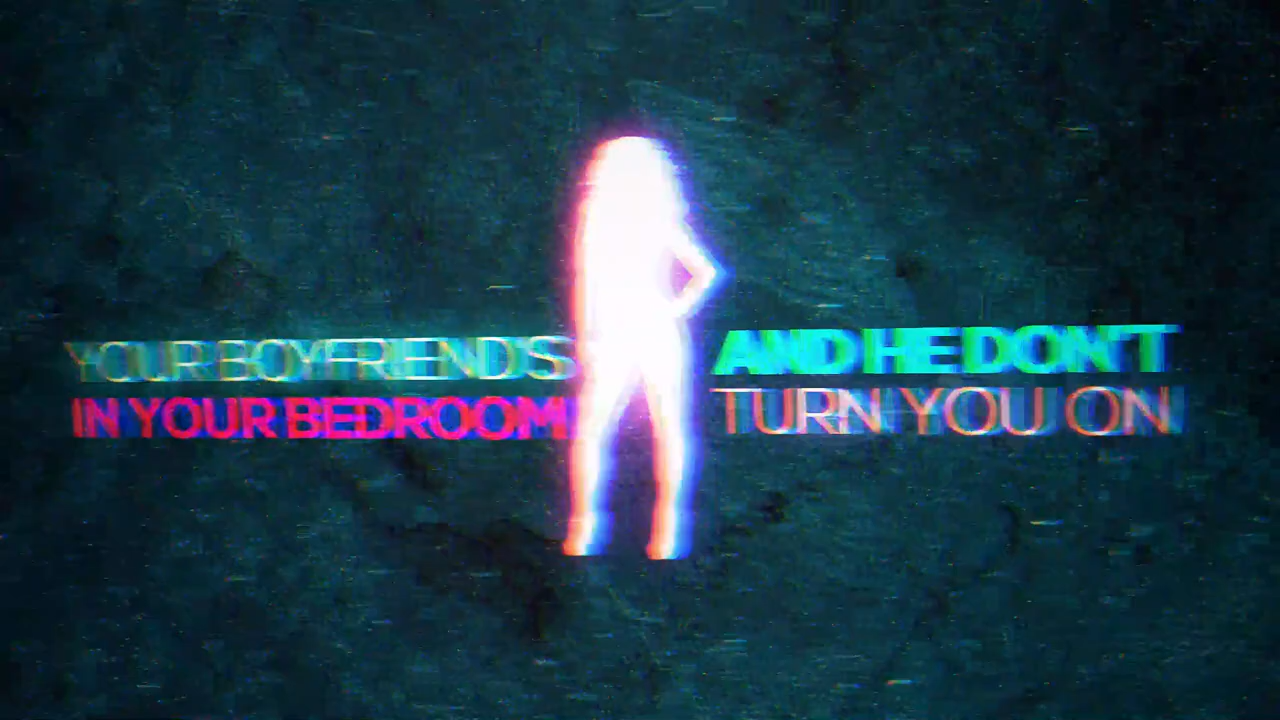 YOUR BOYFRIEND'S
IN YOUR BEDROOM
AND HE DON'T
TURN YOU ON